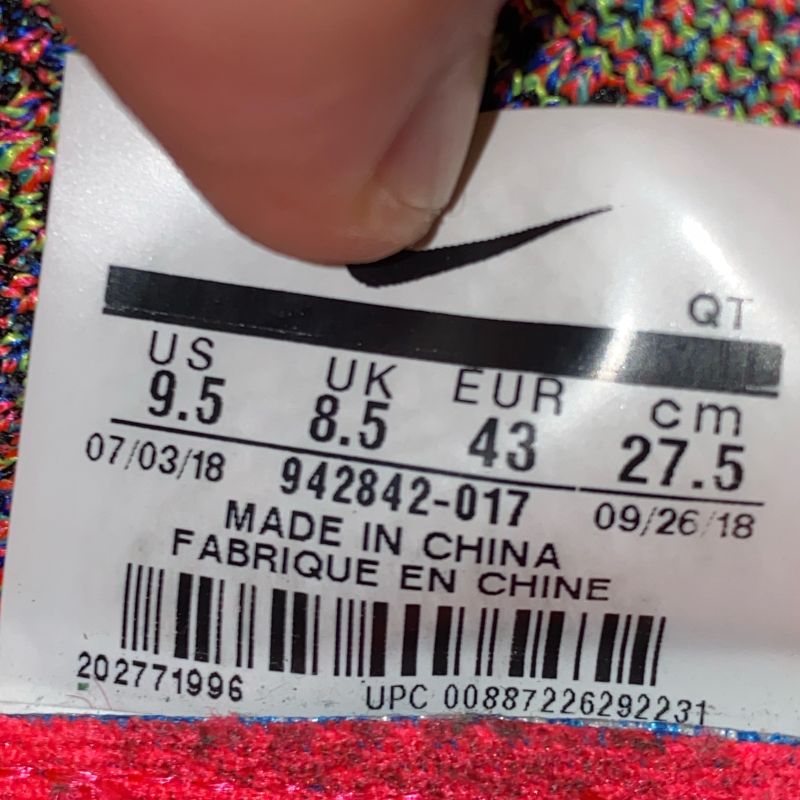 QT
US UK EUR cm
9.5 8.5 43 27.5
07/03/18 942842-017 09/26/18
MADE IN CHINA
FABRIQUE EN CHINE
202771996 UPC 00887226292231